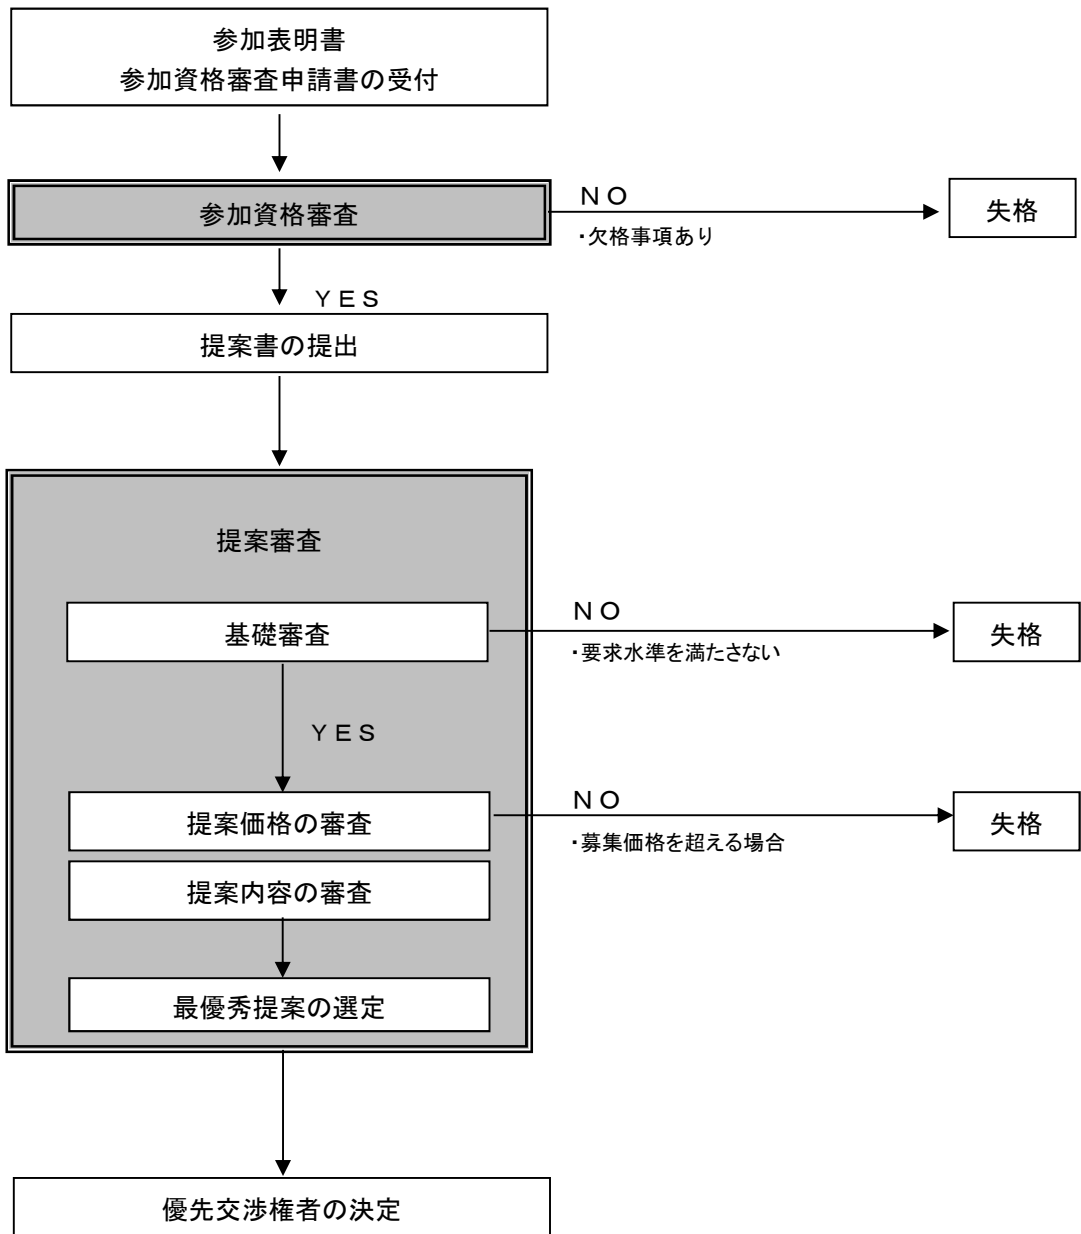 参加表明書
参加資格審査申請書の受付
参加資格審査
ＮＯ
・欠格事項あり
失格
ＹＥＳ
提案書の提出
提案審査
基礎審査
ＮＯ
・要求水準を満たさない
失格
ＹＥＳ
提案価格の審査
ＮＯ
・募集価格を超える場合
失格
提案内容の審査
最優秀提案の選定
優先交渉権者の決定